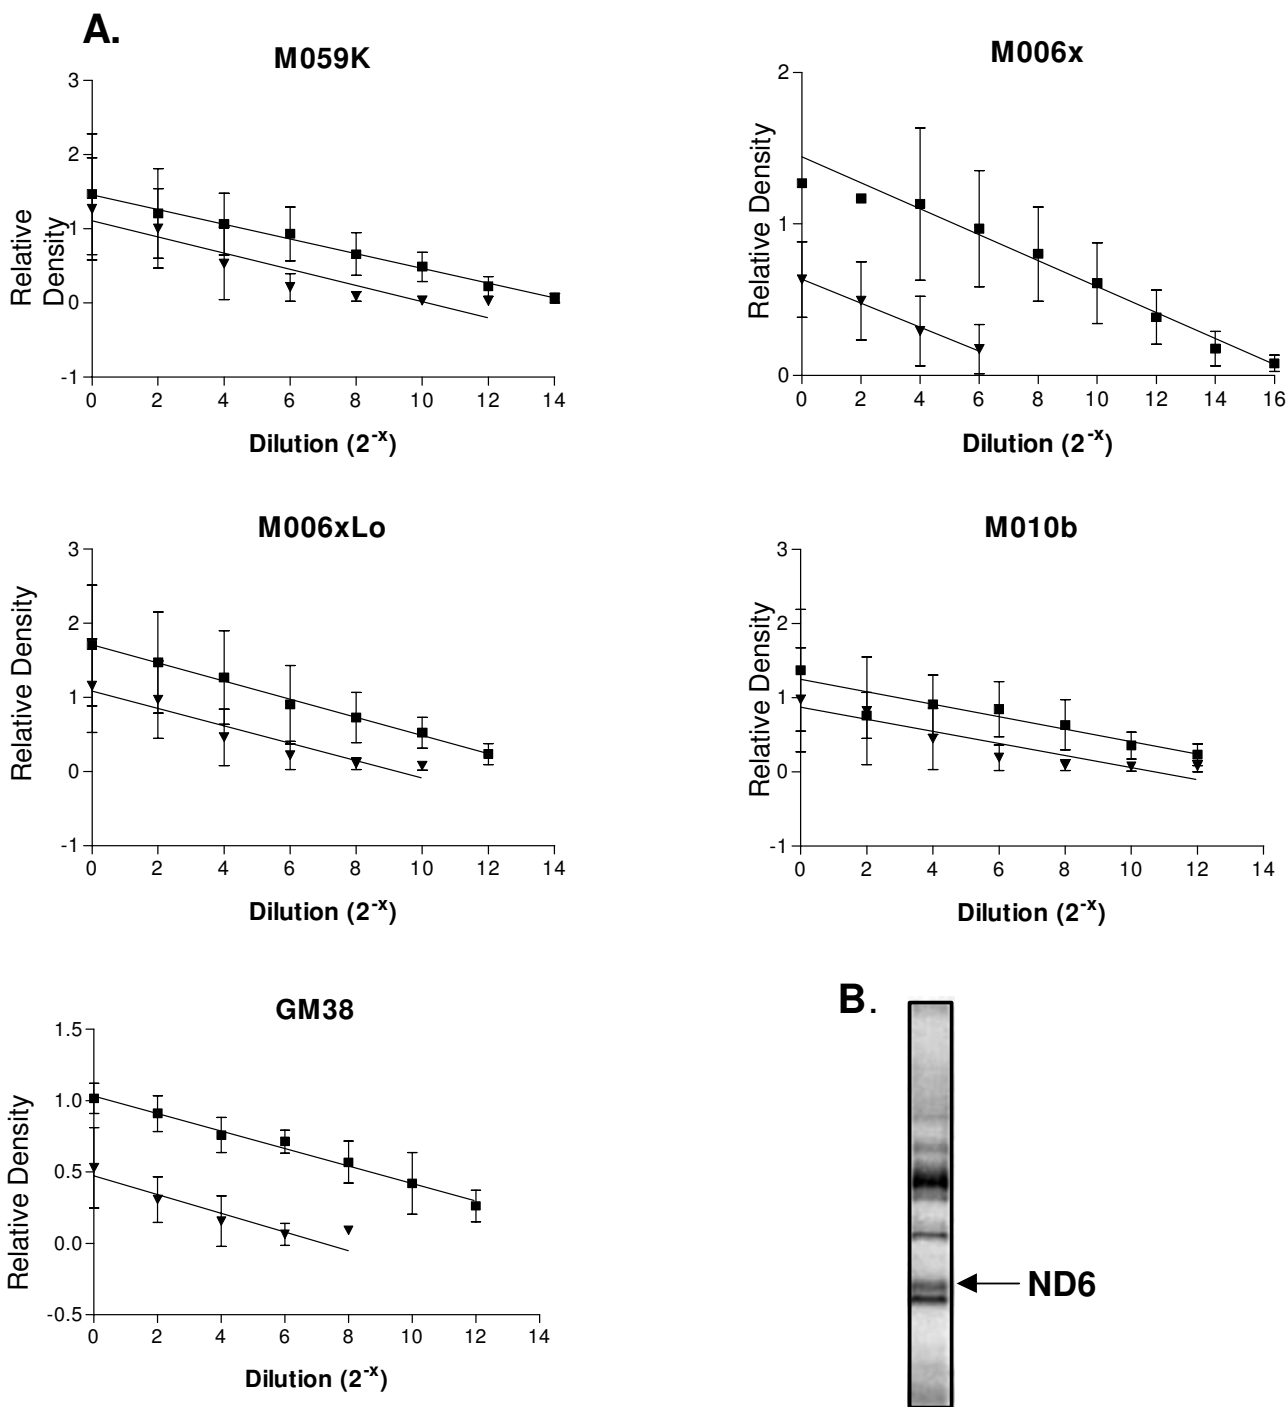 A.
M059K
3
2
1
0
-1
Relative
Density
0 2 4 6 8 10 12 14
Dilution (2-x)
M006x
2
1
0
Relative Density
0 2 4 6 8 10 12 14 16
Dilution (2-x)
M006xLo
3
2
1
0
-1
Relative Density
0 2 4 6 8 10 12 14
Dilution (2-x)
M010b
3
2
1
0
-1
Relative Density
0 2 4 6 8 10 12 14
Dilution (2-x)
GM38
1.5
1.0
0.5
0.0
-0.5
Relative Density
0 2 4 6 8 10 12 14
Dilution (2-x)
B.
ND6